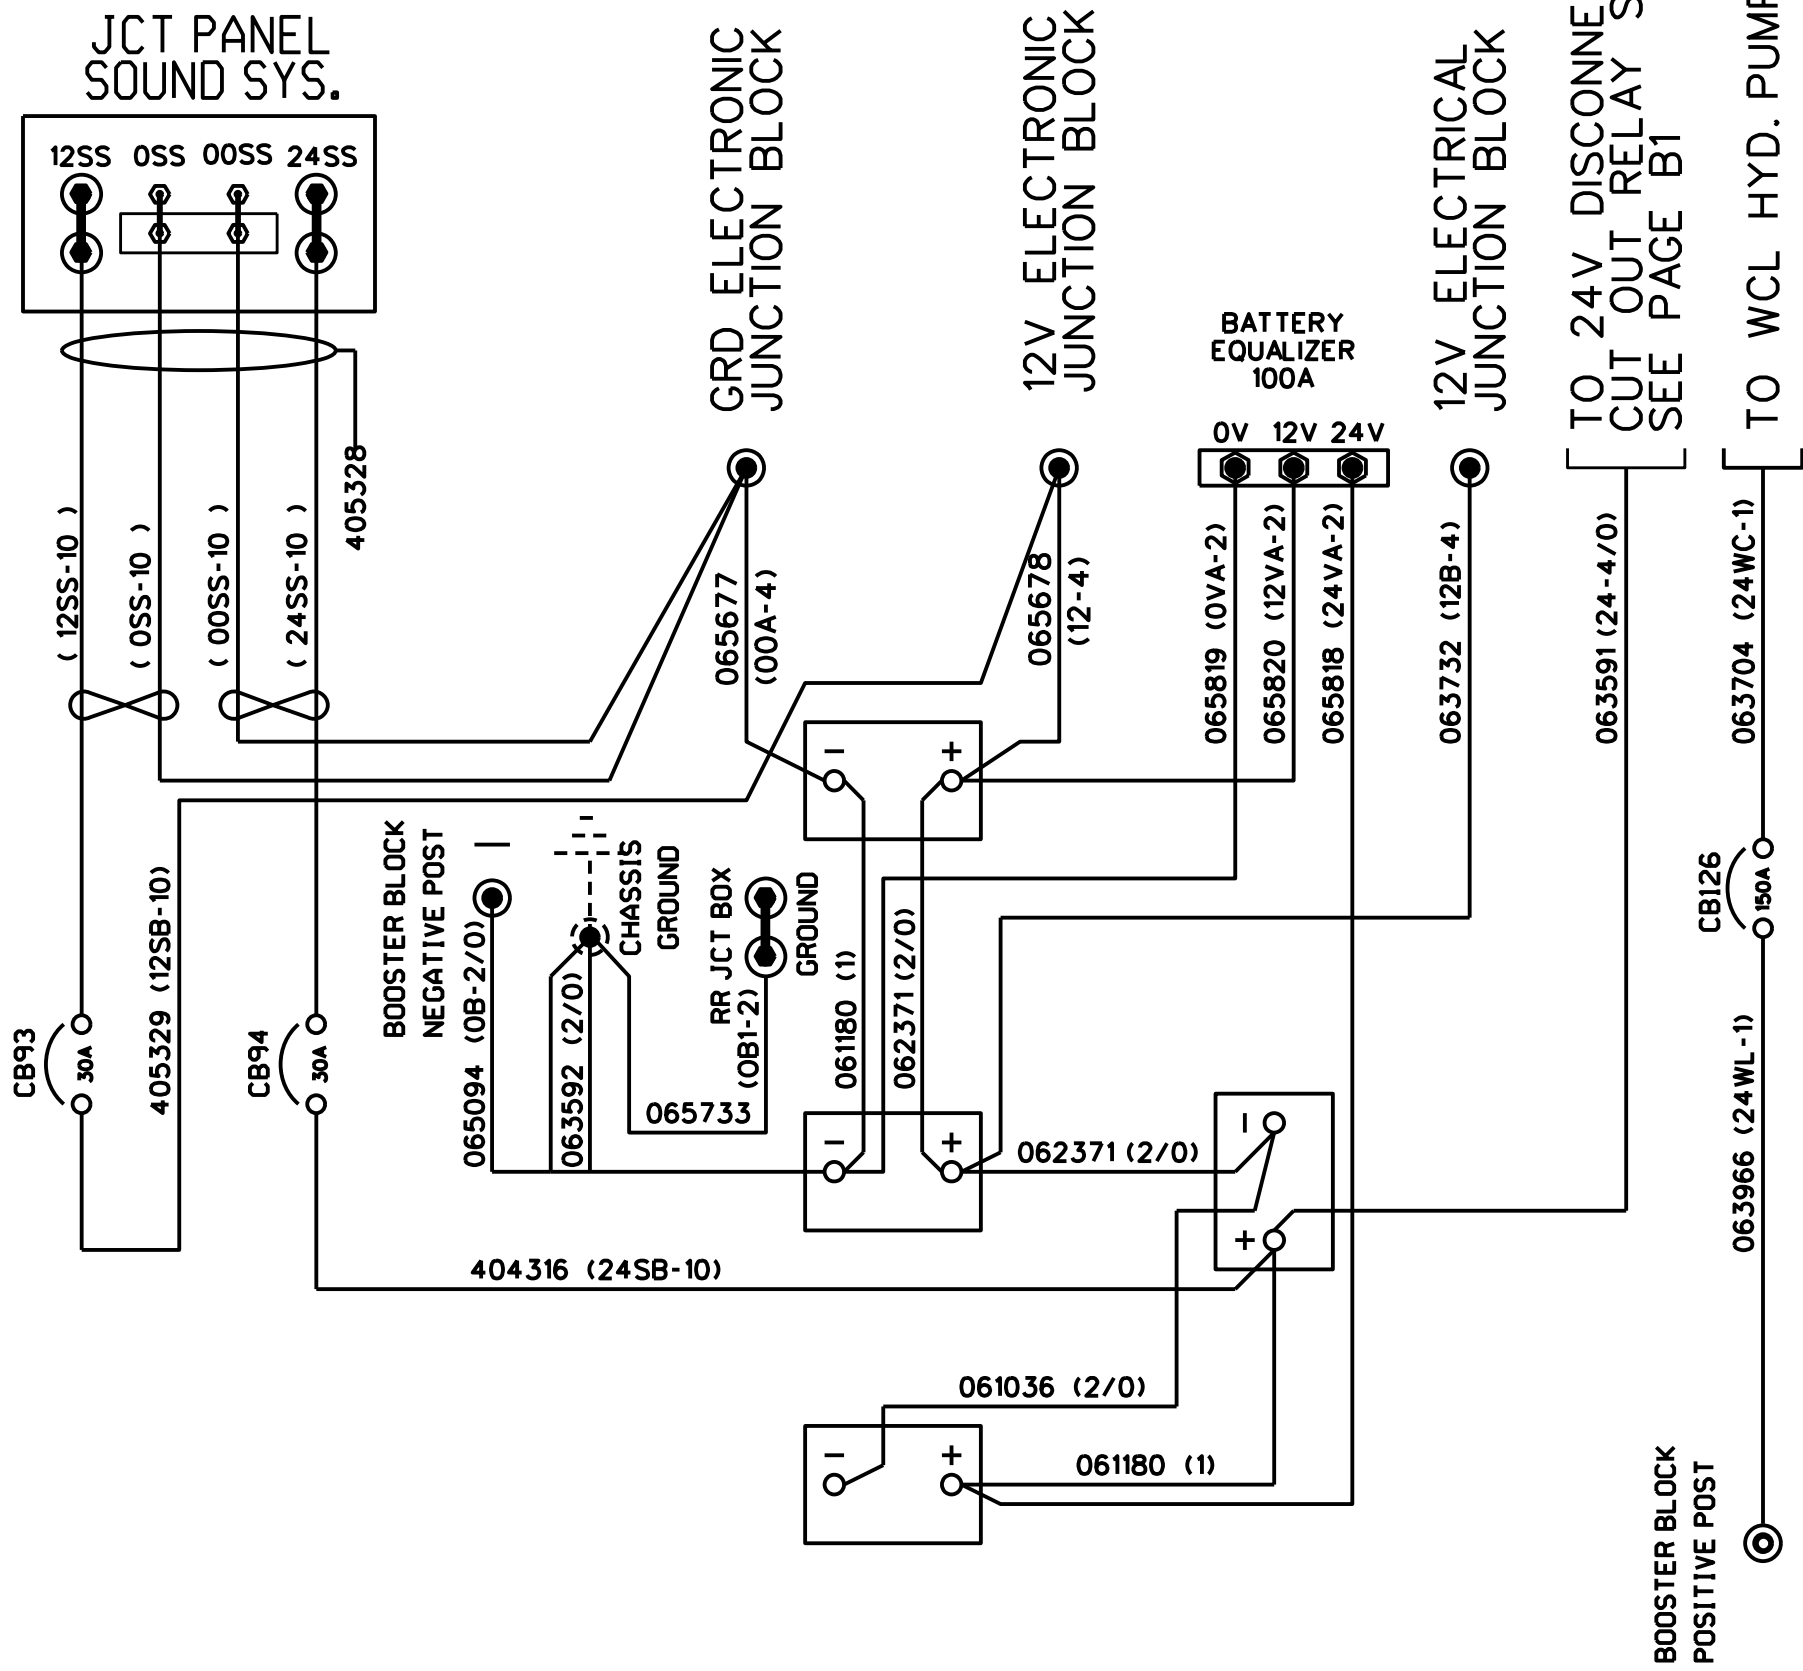 JCT PANEL
SOUND SYS.
12SS 0SS 00SS 24SS
405328
( 12SS-10 )
( 0SS-10 )
( 00SS-10 )
( 24SS-10 )
GRD ELECTRONIC
JUNCTION BLOCK
12V ELECTRONIC
JUNCTION BLOCK
BATTERY
EQUALIZER
100A
0V 12V 24V
12V ELECTRICAL
JUNCTION BLOCK
TO 24V DISCONNE
CUT OUT RELAY S
SEE PAGE B1
TO WCL HYD. PUMP
065677
(00A-4)
065678
(12-4)
065819 (0VA-2)
065820 (12VA-2)
065818 (24VA-2)
063732 (12B-4)
063591 (24-4/0)
063704 (24WC-1)
- +
CB93
30A
405329 (12SB-10)
CB94
30A
BOOSTER BLOCK
NEGATIVE POST
065094 (0B-2/0)
CHASSIS
GROUND
063592 (2/0)
RR JCT BOX
GROUND
(0B1-2)
065733
061180 (1)
062371 (2/0)
CB126
150A
063966 (24WL-1)
- +
062371 (2/0)
-
+
404316 (24SB-10)
061036 (2/0)
- +
061180 (1)
BOOSTER BLOCK
POSITIVE POST